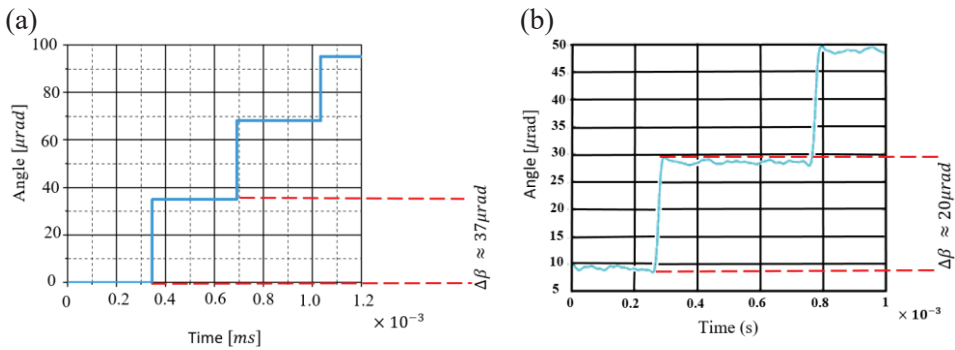 (a)
100
80
60
40
20
0
Angle [μrad]
0 0.2 0.4 0.6 0.8 1.0 1.2
× 10⁻³
Time [ms]
Δβ ≈ 37μrad
(b)
50
45
40
35
30
25
20
15
10
5
Angle [μrad]
0 0.2 0.4 0.6 0.8 1
× 10⁻³
Time (s)
Δβ ≈ 20μrad